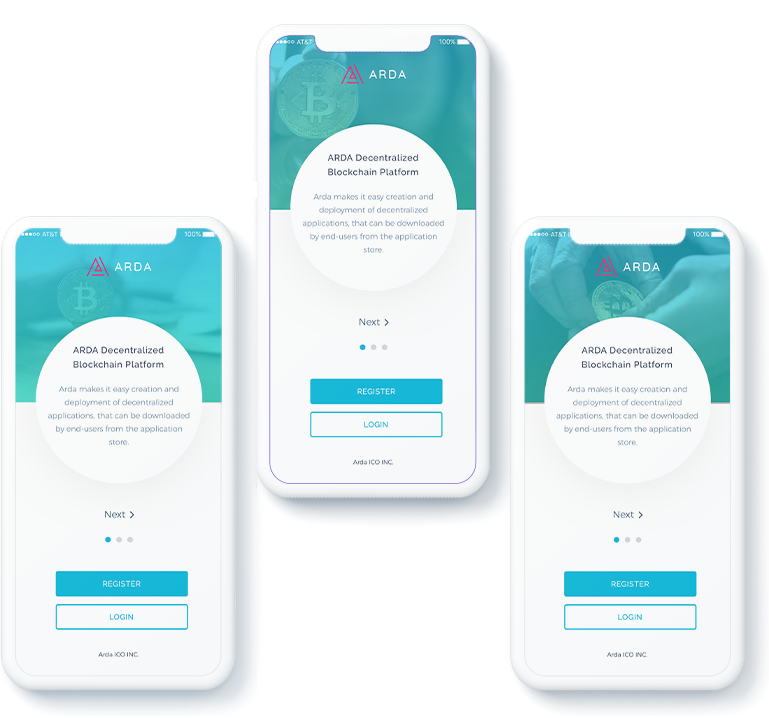 AT&T
100%
ARDA
ARDA Decentralized
Blockchain Platform
Arda makes it easy creation and
deployment of decentralized
applications, that can be downloaded
by end-users from the application
store.
Next
REGISTER
LOGIN
Arda ICO INC.
AT&T
100%
ARDA
ARDA Decentralized
Blockchain Platform
Arda makes it easy creation and
deployment of decentralized
applications, that can be downloaded
by end-users from the application
store.
Next
REGISTER
LOGIN
Arda ICO INC.
AT&T
100%
ARDA
ARDA Decentralized
Blockchain Platform
Arda makes it easy creation and
deployment of decentralized
applications, that can be downloaded
by end-users from the application
store.
Next
REGISTER
LOGIN
Arda ICO INC.